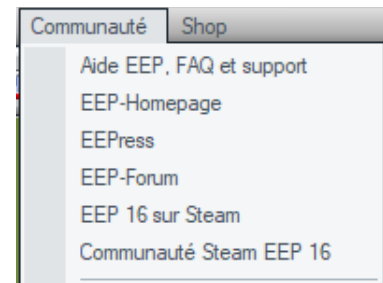 Communauté Shop
Aide EEP, FAQ et support
EEP-Homepage
EEPress
EEP-Forum
EEP 16 sur Steam
Communauté Steam EEP 16